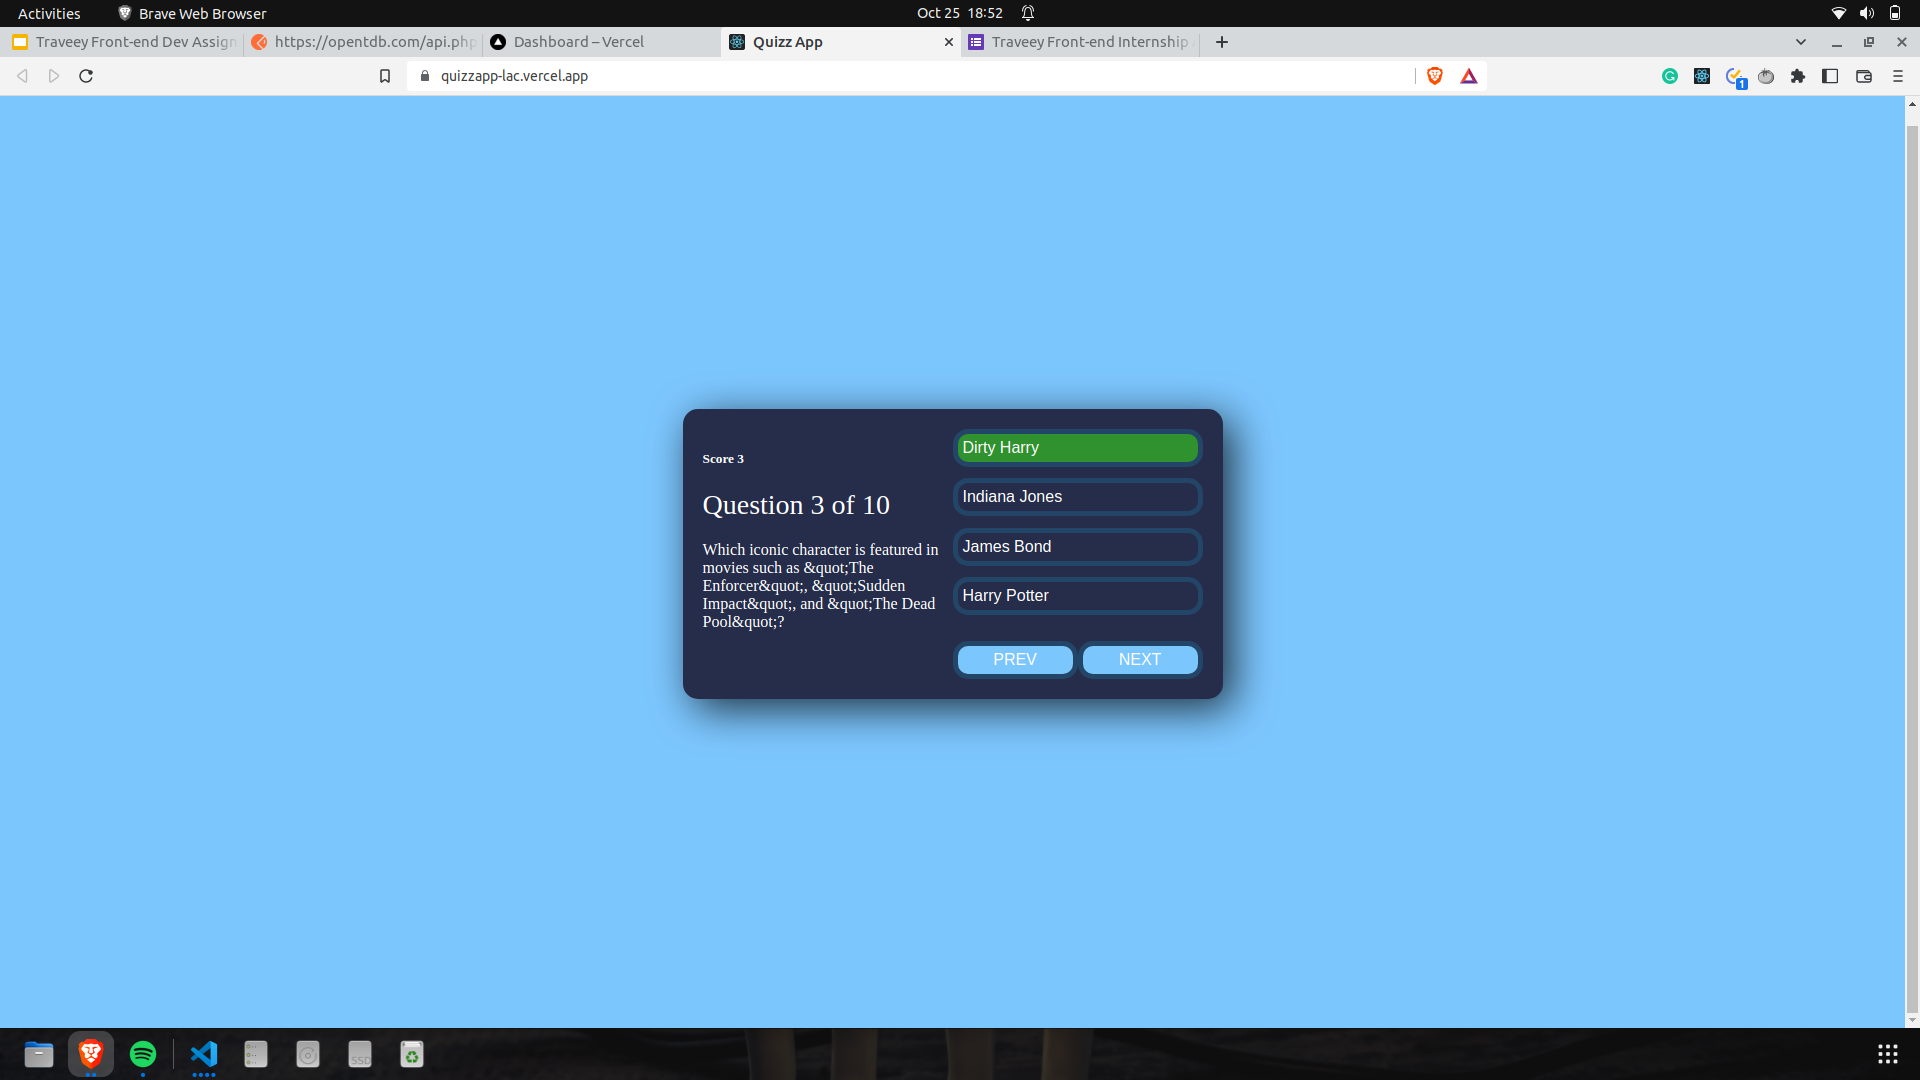 Activities
Brave Web Browser
Oct 25 18:52
Traveey Front-end Dev Assign
https://opentdb.com/api.php
Dashboard – Vercel
Quizz App
Traveey Front-end Internship
quizzapp-lac.vercel.app
1
Score 3
Question 3 of 10
Which iconic character is featured in
movies such as &quot;The
Enforcer&quot;, &quot;Sudden
Impact&quot;, and &quot;The Dead
Pool&quot;?
Dirty Harry
Indiana Jones
James Bond
Harry Potter
PREV
NEXT
SSD